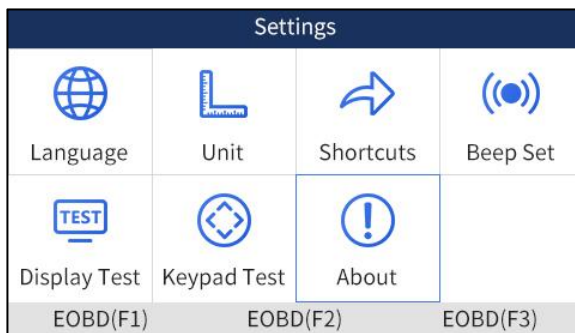 Settings
Language Unit Shortcuts Beep Set
TEST
Display Test Keypad Test About
EOBD(F1) EOBD(F2) EOBD(F3)